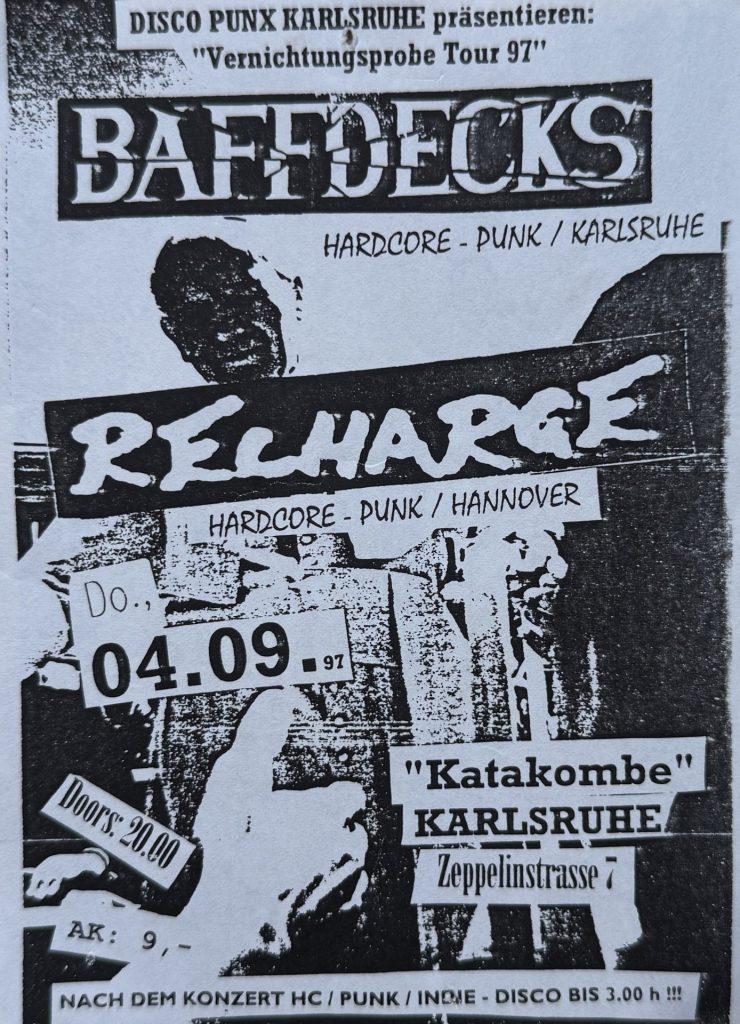 DISCO PUNX KARLSRUHE präsentieren:
"Vernichtungsprobe Tour 97"
BAFFDECKS
HARDCORE - PUNK / KARLSRUHE
RECHARGE
HARDCORE - PUNK / HANNOVER
Do.,
04.09.97
Doors: 20.00
AK: 9,-
"Katakombe"
KARLSRUHE
Zeppelinstrasse 7
NACH DEM KONZERT HC / PUNK / INDIE - DISCO BIS 3.00 h !!!